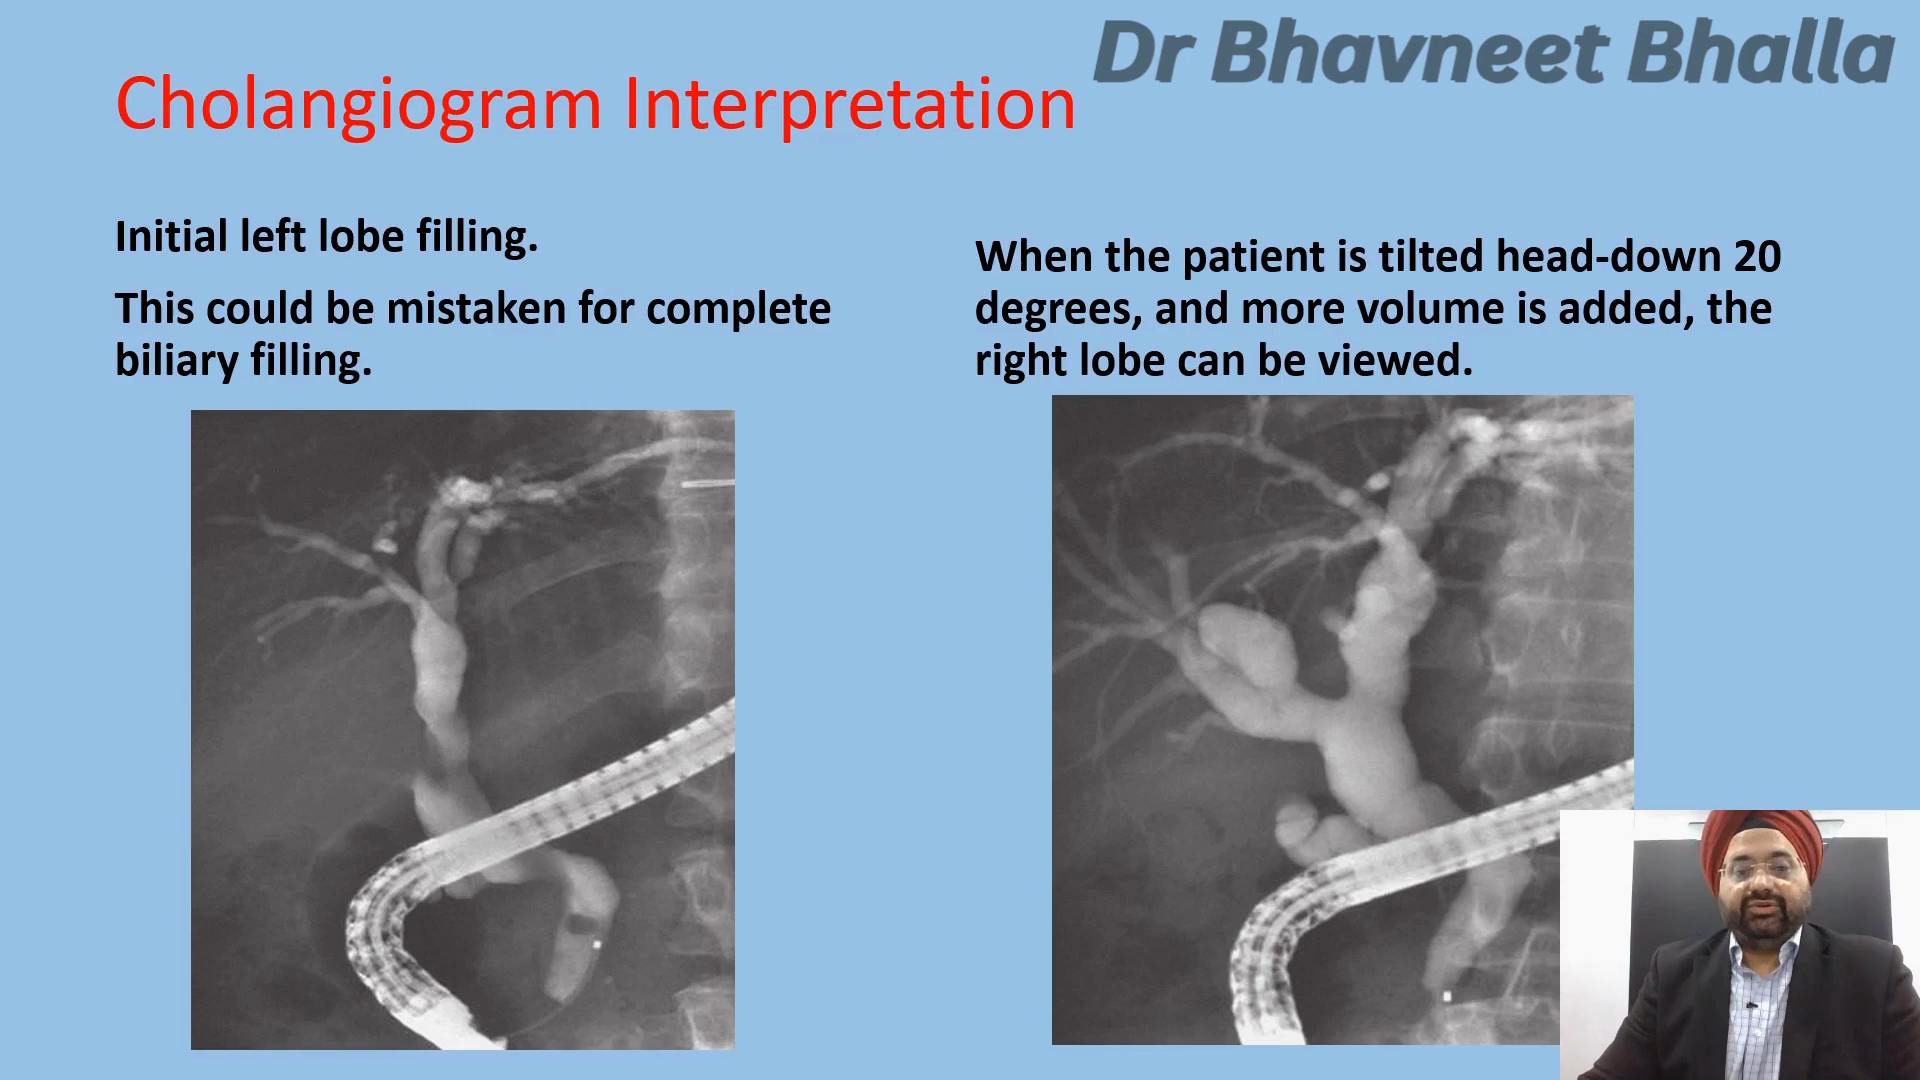 Dr Bhavneet Bhalla
Cholangiogram Interpretation
Initial left lobe filling.
This could be mistaken for complete
biliary filling.
When the patient is tilted head-down 20
degrees, and more volume is added, the
right lobe can be viewed.